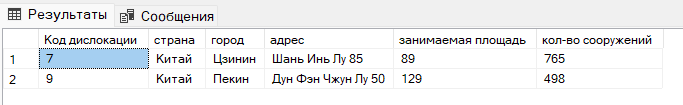 Результаты Сообщения
Код дислокации страна город адрес занимаемая площадь кол-во сооружений
1 7 Китай Цзинин Шань Инь Лу 85 89 765
2 9 Китай Пекин Дун Фэн Чжун Лу 50 129 498